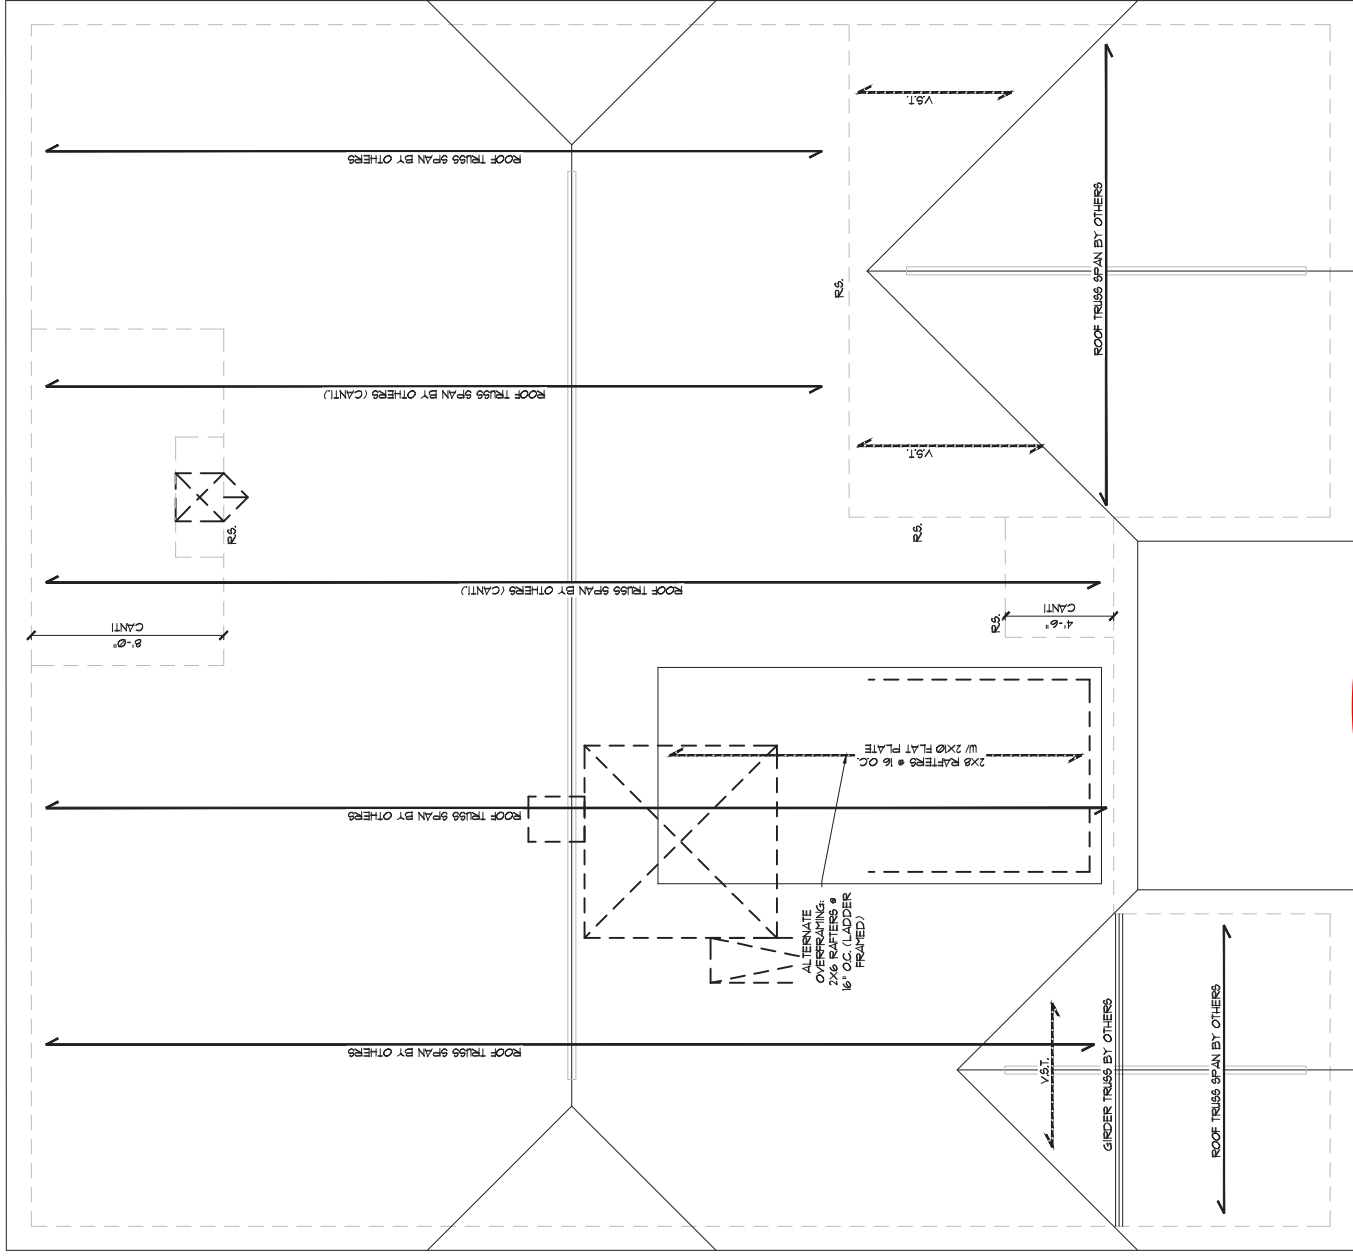 V.S.T.
ROOF TRUSS SPAN BY OTHERS
ROOF TRUSS SPAN BY OTHERS
R.S.
ROOF TRUSS SPAN BY OTHERS (CANTI.)
V.S.T.
R.S.
R.S.
ROOF TRUSS SPAN BY OTHERS (CANTI.)
8'-0"
CANTI
R.S.
4'-6"
CANTI
2X8 RAFTERS @ 16 O.C.
W/ 2X10 FLAT PLATE
ROOF TRUSS SPAN BY OTHERS
ALTERNATE
OVERFRAMING:
2X6 RAFTERS @
16" O.C. (LADDER
FRAMED)
ROOF TRUSS SPAN BY OTHERS
V.S.T.
GIRDER TRUSS BY OTHERS
ROOF TRUSS SPAN BY OTHERS